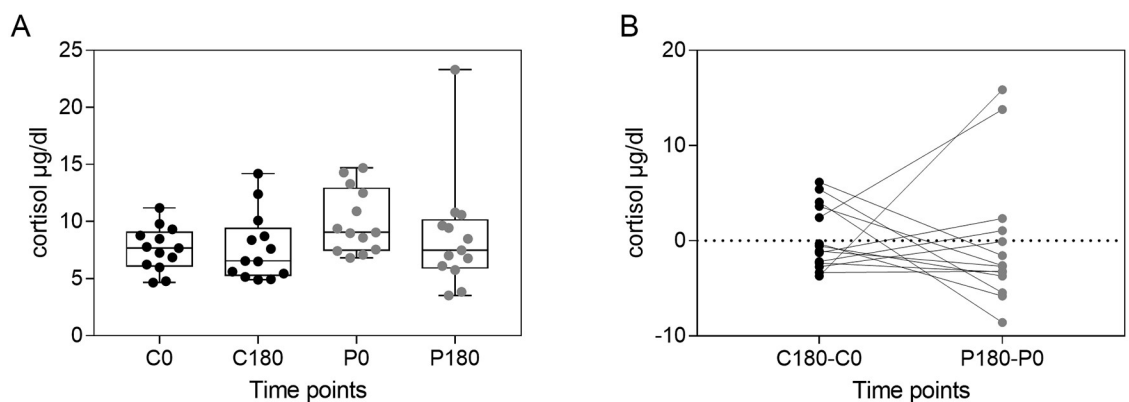 A
cortisol µg/dl
25
20
15
10
5
0
C0 C180 P0 P180
Time points
B
cortisol µg/dl
20
10
0
-10
C180-C0 P180-P0
Time points